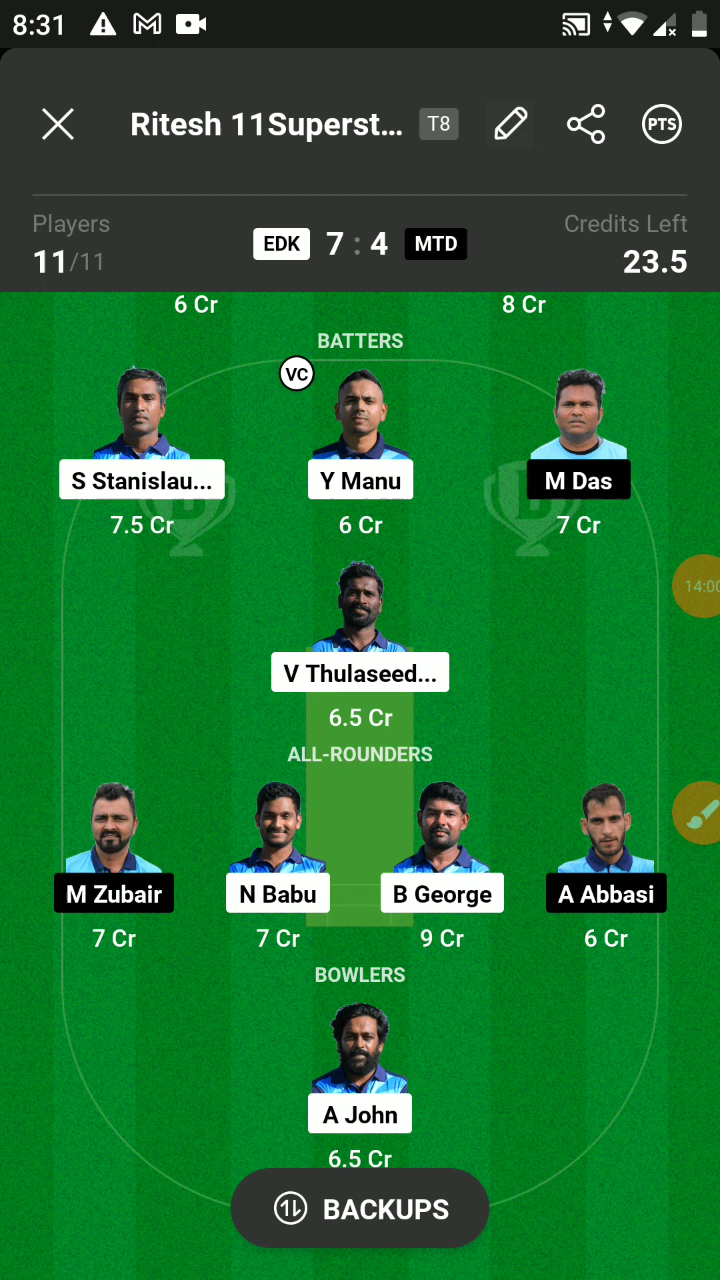 8:31
Ritesh 11Superst... T8 PTS
Players
11/11
EDK 7 : 4 MTD
Credits Left
23.5
6 Cr 8 Cr
BATTERS
VC
S Stanislau... Y Manu M Das
7.5 Cr 6 Cr 7 Cr
14:00
V Thulaseed...
6.5 Cr
ALL-ROUNDERS
M Zubair N Babu B George A Abbasi
7 Cr 7 Cr 9 Cr 6 Cr
BOWLERS
A John
6.5 Cr
BACKUPS